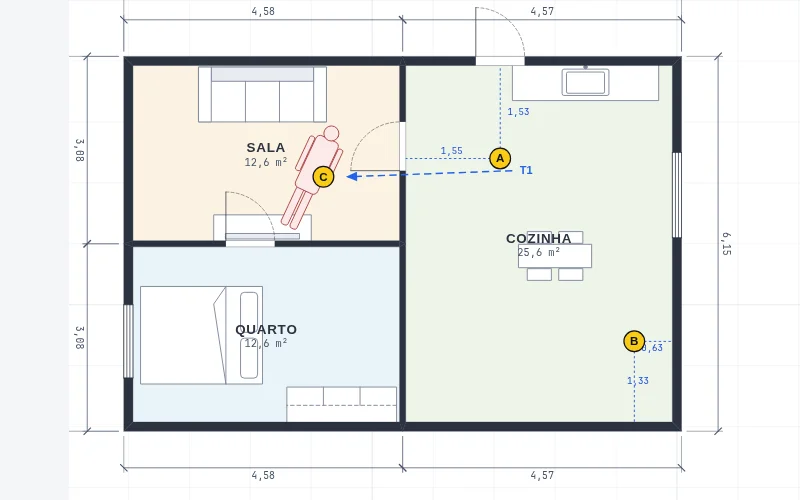 4,58
4,57
1,53
3,08
SALA
12,6 m²
1,55
A
T1
C
COZINHA
25,6 m²
6,15
QUARTO
12,6 m²
3,08
B
0,63
1,33
4,58
4,57